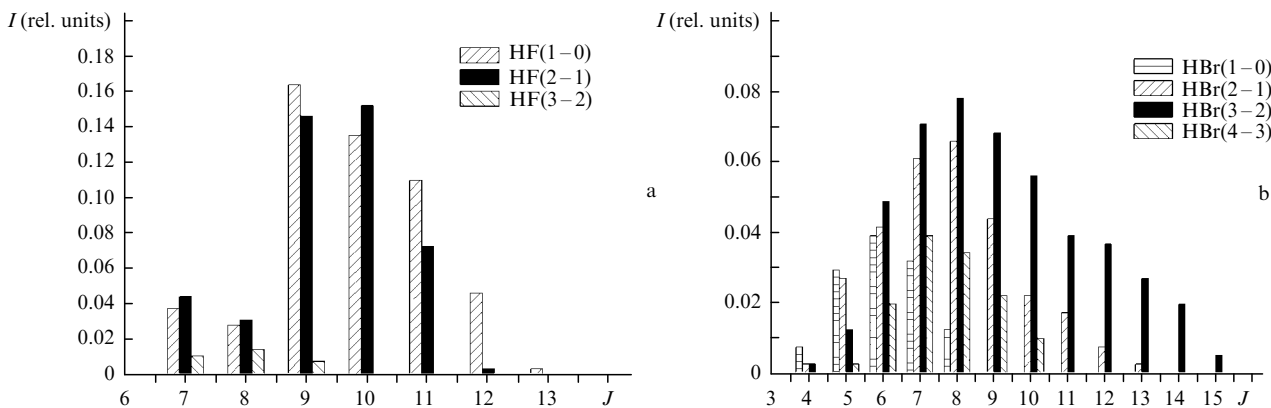 I (rel. units)
0.18
0.16
0.14
0.12
0.10
0.08
0.06
0.04
0.02
0
6 7 8 9 10 11 12 13 J
HF(1–0)
HF(2–1)
HF(3–2)
a
I (rel. units)
0.08
0.06
0.04
0.02
0
3 4 5 6 7 8 9 10 11 12 13 14 15 J
HBr(1–0)
HBr(2–1)
HBr(3–2)
HBr(4–3)
b